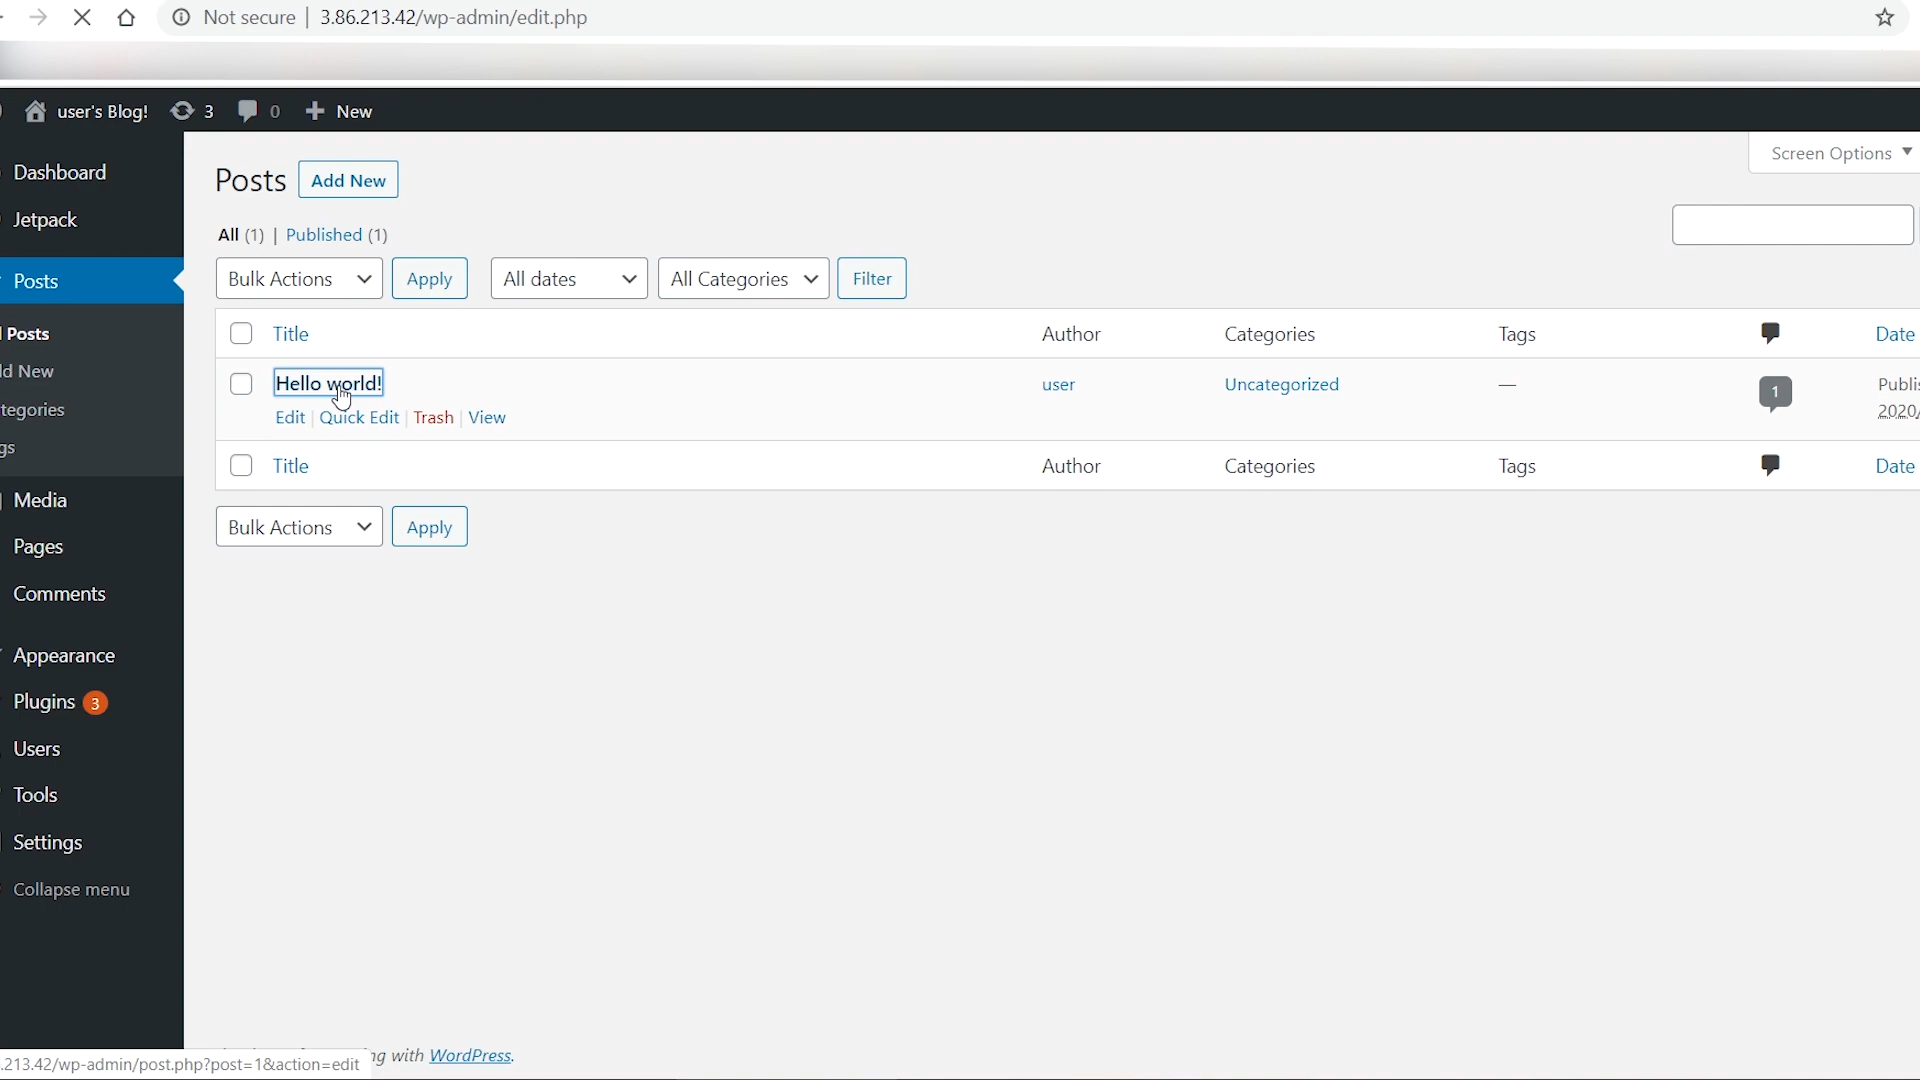 Not secure | 3.86.213.42/wp-admin/edit.php
user's Blog! 3 0 New
Screen Options
Dashboard
Jetpack
Posts
Posts
New
Media
Pages
Comments
Appearance
Plugins 3
Users
Tools
Settings
Collapse menu
Posts Add New
All (1) | Published (1)
Bulk Actions Apply All dates All Categories Filter
Title Author Categories Tags Date
Hello world! user Uncategorized — 1
Edit | Quick Edit | Trash | View 2020/
Title Author Categories Tags Date
Bulk Actions Apply
with WordPress.
.213.42/wp-admin/post.php?post=1&action=edit